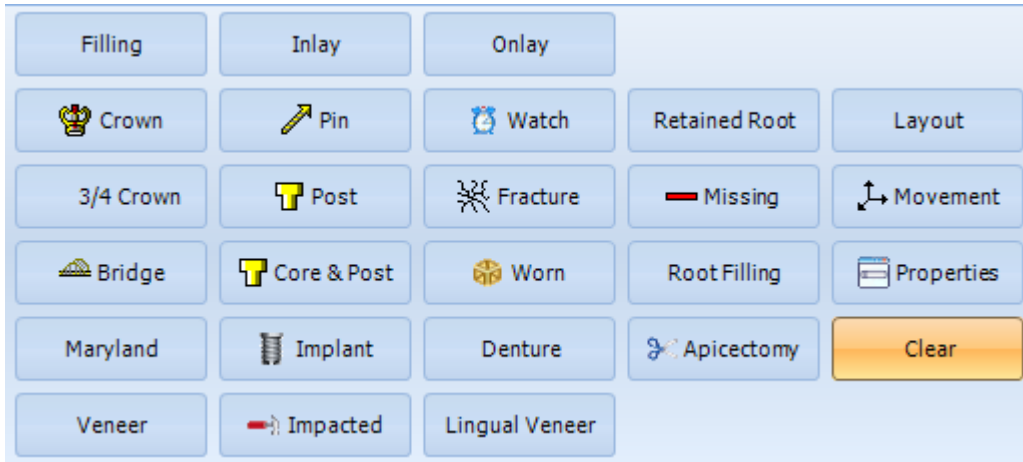 Filling Inlay Onlay
Crown Pin Watch Retained Root Layout
3/4 Crown Post Fracture Missing Movement
Bridge Core & Post Worn Root Filling Properties
Maryland Implant Denture Apicectomy Clear
Veneer Impacted Lingual Veneer